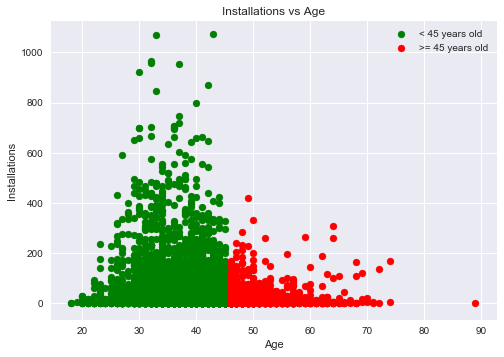 Installations vs Age
< 45 years old
>= 45 years old
1000
800
600
400
200
0
Installations
20 30 40 50 60 70 80 90
Age